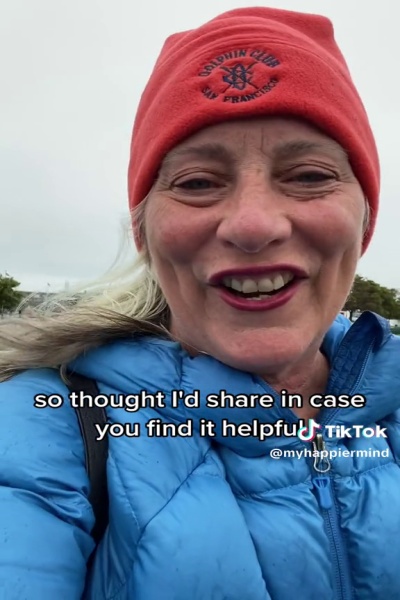 DOLPHIN CLUB
SAN FRANCISCO
so thought I'd share in case
you find it helpful
TikTok
@myhappiermind